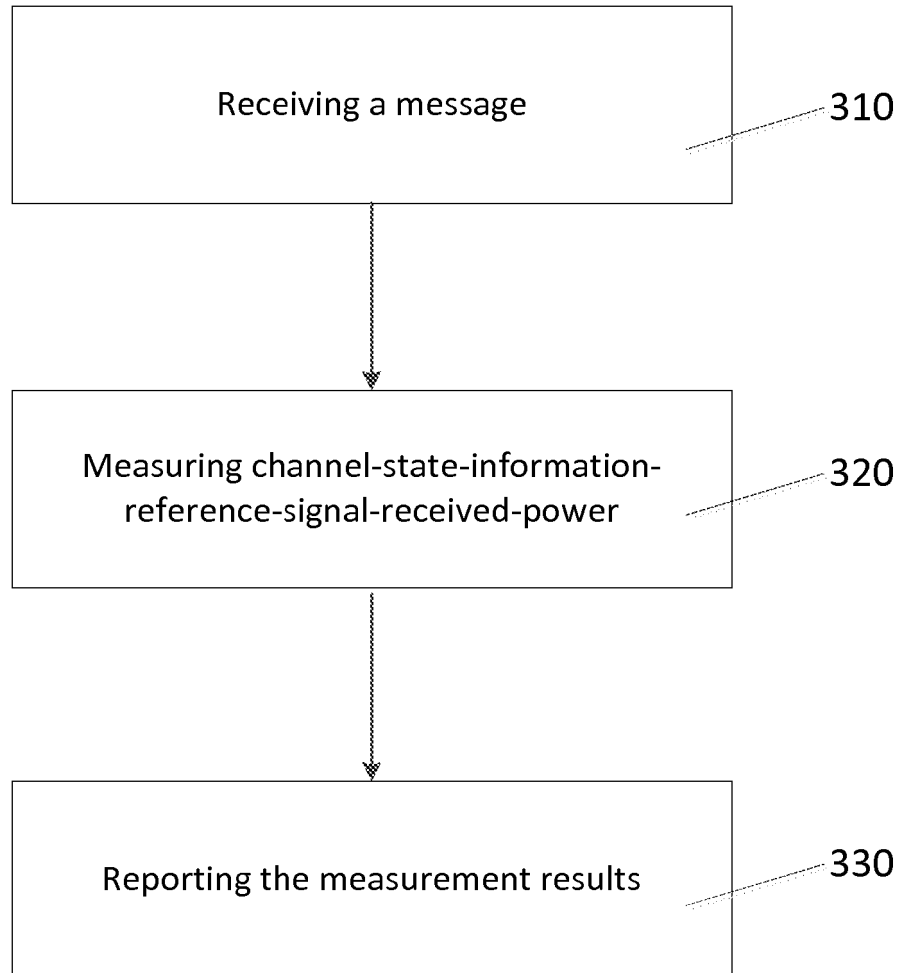 Receiving a message
310
Measuring channel-state-information-
reference-signal-received-power
320
Reporting the measurement results
330